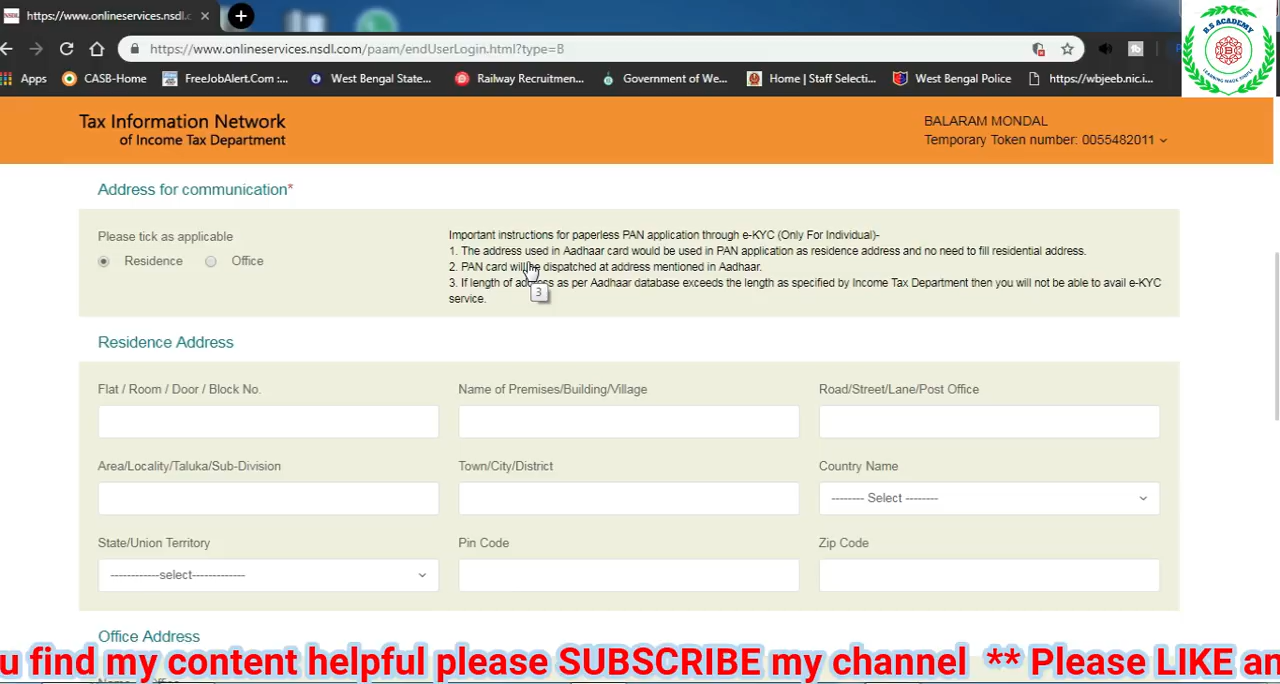 NSDL https://www.onlineservices.nsdl.c
https://www.onlineservices.nsdl.com/paam/endUserLogin.html?type=B
Apps CASB-Home FreeJobAlert.Com :... West Bengal State... Railway Recruitmen... Government of We... Home | Staff Selecti... West Bengal Police https://wbjeeb.nic.i...
B.S ACADEMY
B
LEARNING MADE SIMPLE
Tax Information Network
of Income Tax Department
BALARAM MONDAL
Temporary Token number: 0055482011
Address for communication*
Please tick as applicable
Residence Office
Important instructions for paperless PAN application through e-KYC (Only For Individual)-
1. The address used in Aadhaar card would be used in PAN application as residence address and no need to fill residential address.
2. PAN card will be dispatched at address mentioned in Aadhaar.
3. If length of address as per Aadhaar database exceeds the length as specified by Income Tax Department then you will not be able to avail e-KYC
service.
3
Residence Address
Flat / Room / Door / Block No. Name of Premises/Building/Village Road/Street/Lane/Post Office
Area/Locality/Taluka/Sub-Division Town/City/District Country Name
-------- Select --------
State/Union Territory Pin Code Zip Code
------------select-------------
Office Address
u find my content helpful please SUBSCRIBE my channel ** Please LIKE an